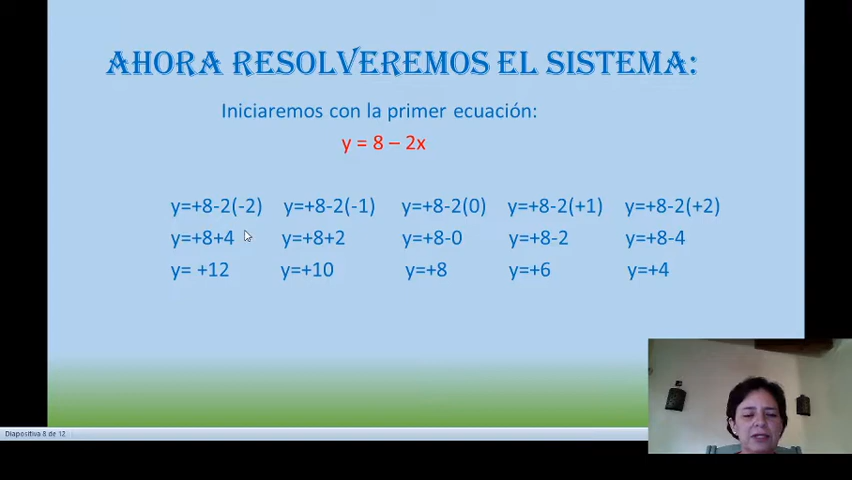 AHORA RESOLVEREMOS EL SISTEMA:
Iniciaremos con la primer ecuación:
y = 8 – 2x
y=+8-2(-2) y=+8-2(-1) y=+8-2(0) y=+8-2(+1) y=+8-2(+2)
y=+8+4 y=+8+2 y=+8-0 y=+8-2 y=+8-4
y= +12 y=+10 y=+8 y=+6 y=+4
Diapositiva 8 de 12